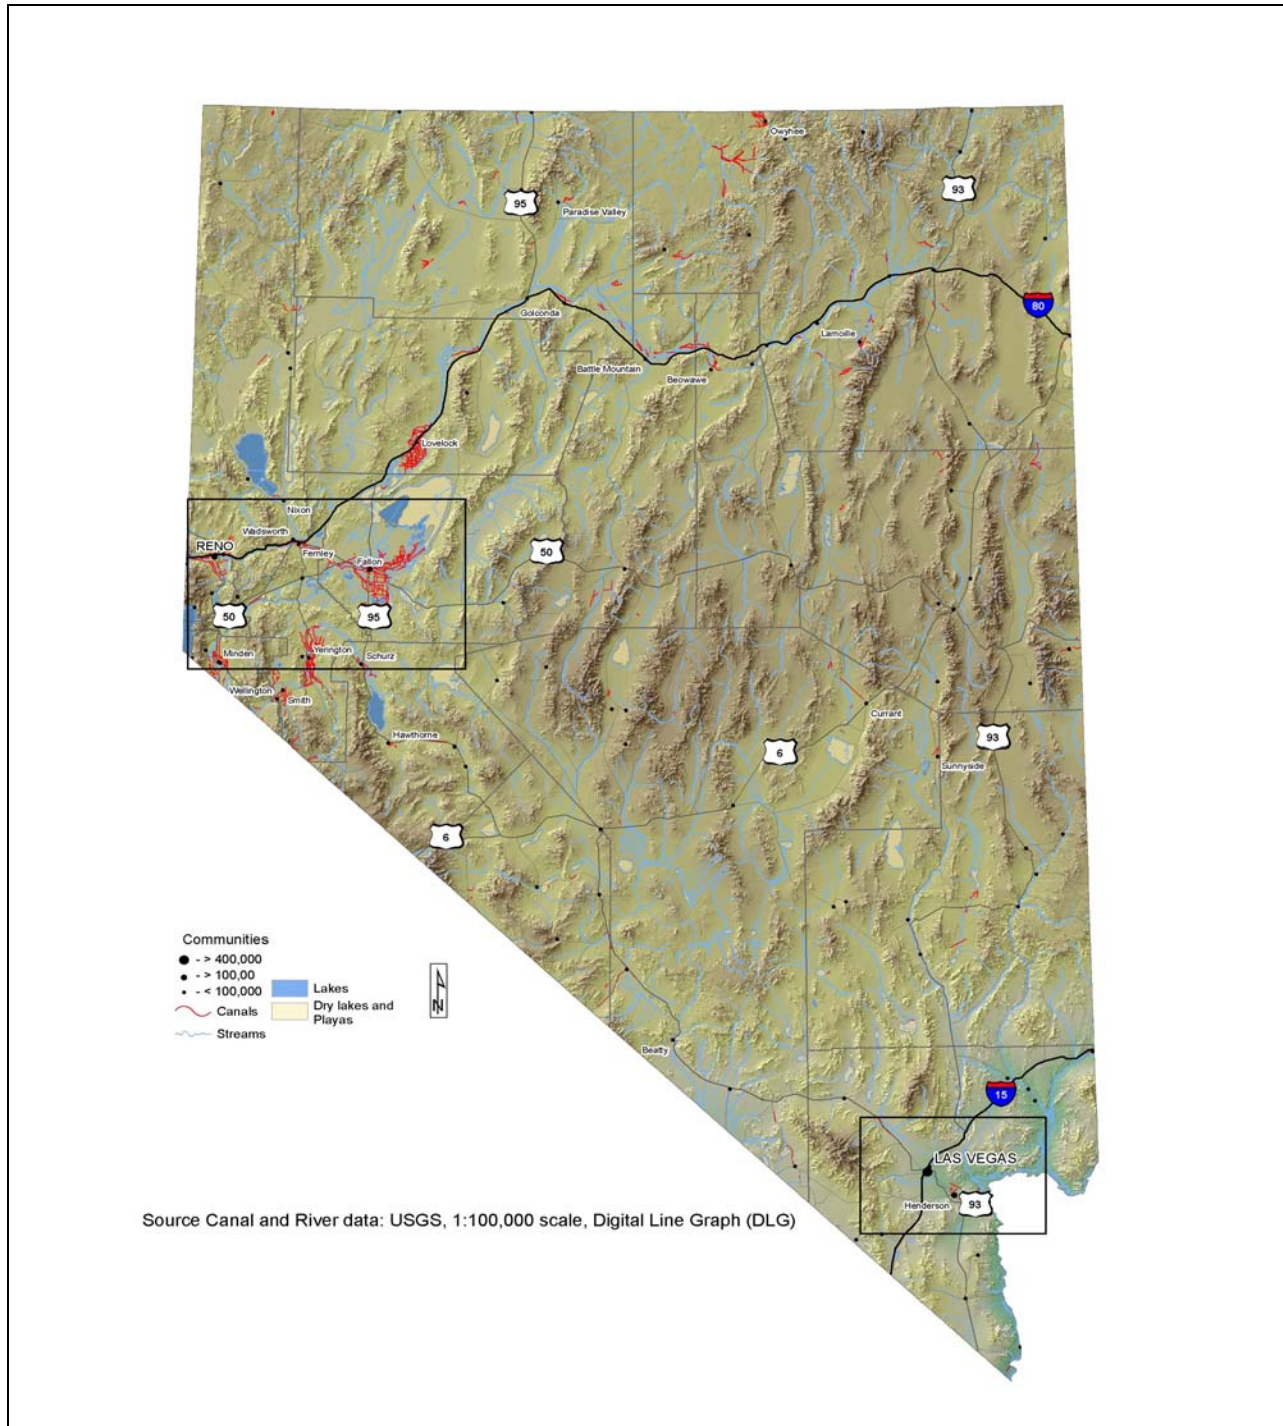 Owyhee
93
95
Paradise Valley
80
Golconda
Lamoille
Battle Mountain
Beowawe
Lovelock
Nixon
Wadsworth
RENO
Fernley
Fallon
50
50
95
Minden
Yerington
Schurz
Wellington
Smith
Currant
Hawthorne
93
6
Sunnyside
6
Communities
- > 400,000
- > 100,00
- < 100,000
Canals
Streams
Lakes
Dry lakes and
Playas
N
Beatty
15
LAS VEGAS
Henderson
93
Source Canal and River data: USGS, 1:100,000 scale, Digital Line Graph (DLG)